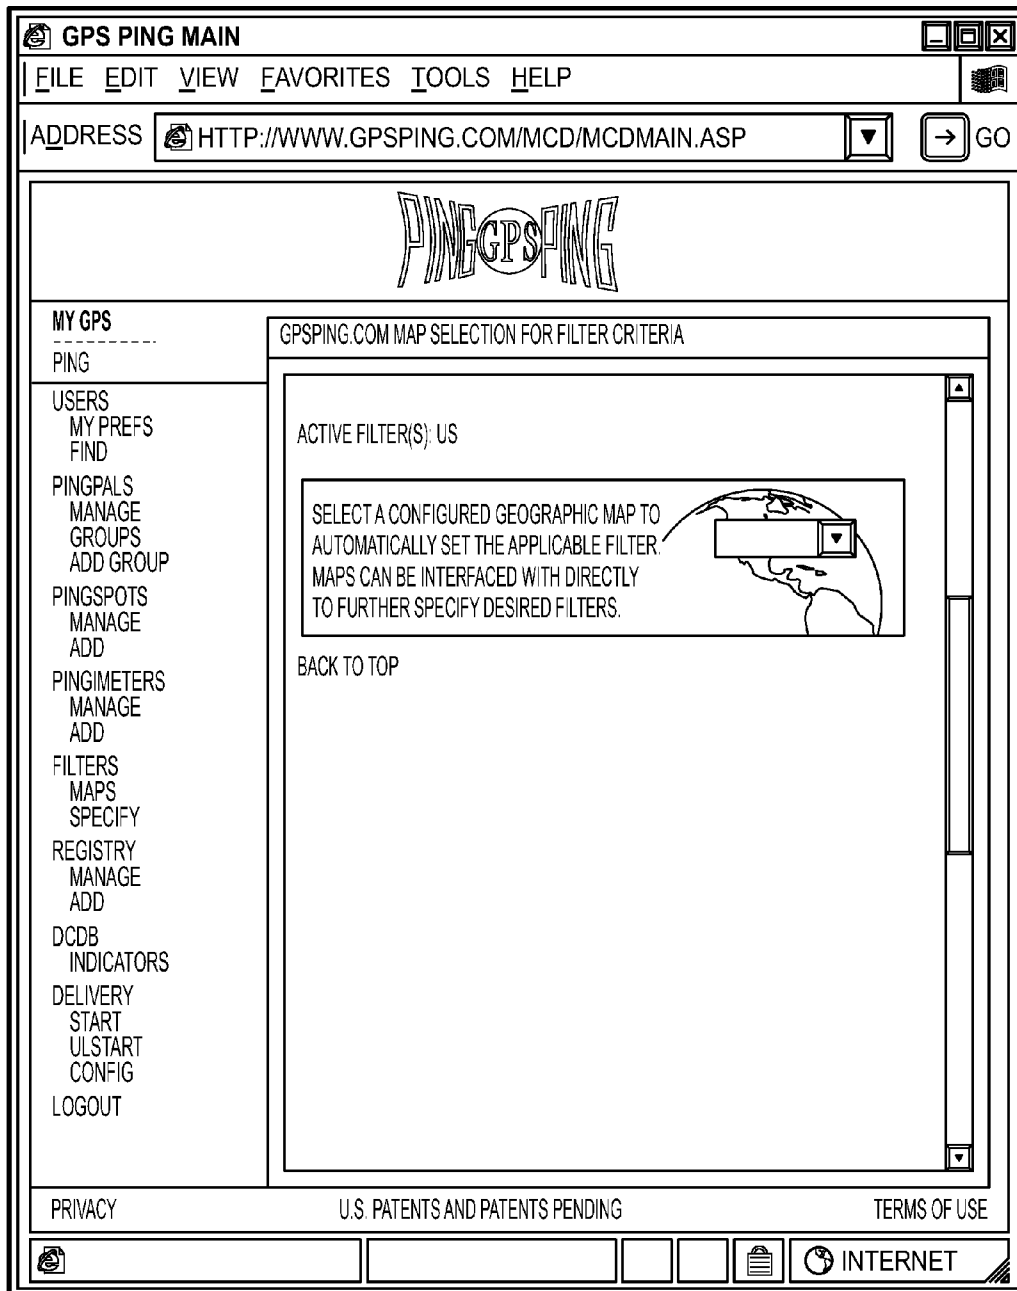 GPS PING MAIN
FILE EDIT VIEW FAVORITES TOOLS HELP
ADDRESS HTTP://WWW.GPSPING.COM/MCD/MCDMAIN.ASP GO
PING GPS PING
MY GPS
PING
USERS
MY PREFS
FIND
PINGPALS
MANAGE
GROUPS
ADD GROUP
PINGSPOTS
MANAGE
ADD
PINGIMETERS
MANAGE
ADD
FILTERS
MAPS
SPECIFY
REGISTRY
MANAGE
ADD
DCDB
INDICATORS
DELIVERY
START
ULSTART
CONFIG
LOGOUT
GPSPING.COM MAP SELECTION FOR FILTER CRITERIA
ACTIVE FILTER(S): US
SELECT A CONFIGURED GEOGRAPHIC MAP TO
AUTOMATICALLY SET THE APPLICABLE FILTER.
MAPS CAN BE INTERFACED WITH DIRECTLY
TO FURTHER SPECIFY DESIRED FILTERS.
BACK TO TOP
PRIVACY U.S. PATENTS AND PATENTS PENDING TERMS OF USE
INTERNET